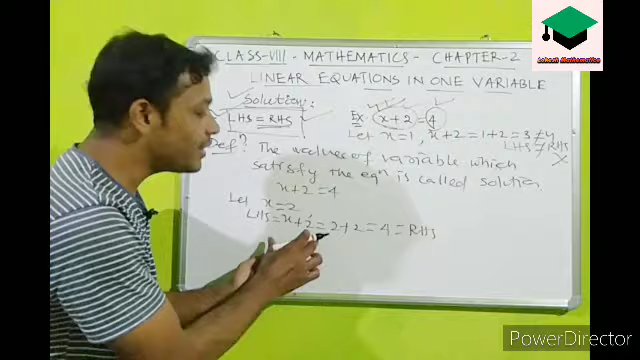 CLASS-VIII - MATHEMATICS - CHAPTER-2
LINEAR EQUATIONS IN ONE VARIABLE
Solution:
LHS = RHS
Ex: x+2 = 4
Let x=1, x+2 = 1+2 = 3 ≠ 4
LHS ≠ RHS
Def? The values of variable which
satisfy the eqn is called solution
x+2 = 4
Let x=2
LHS = x+2 = 2+2 = 4 = RHS
Lokesh Mathematics
PowerDirector